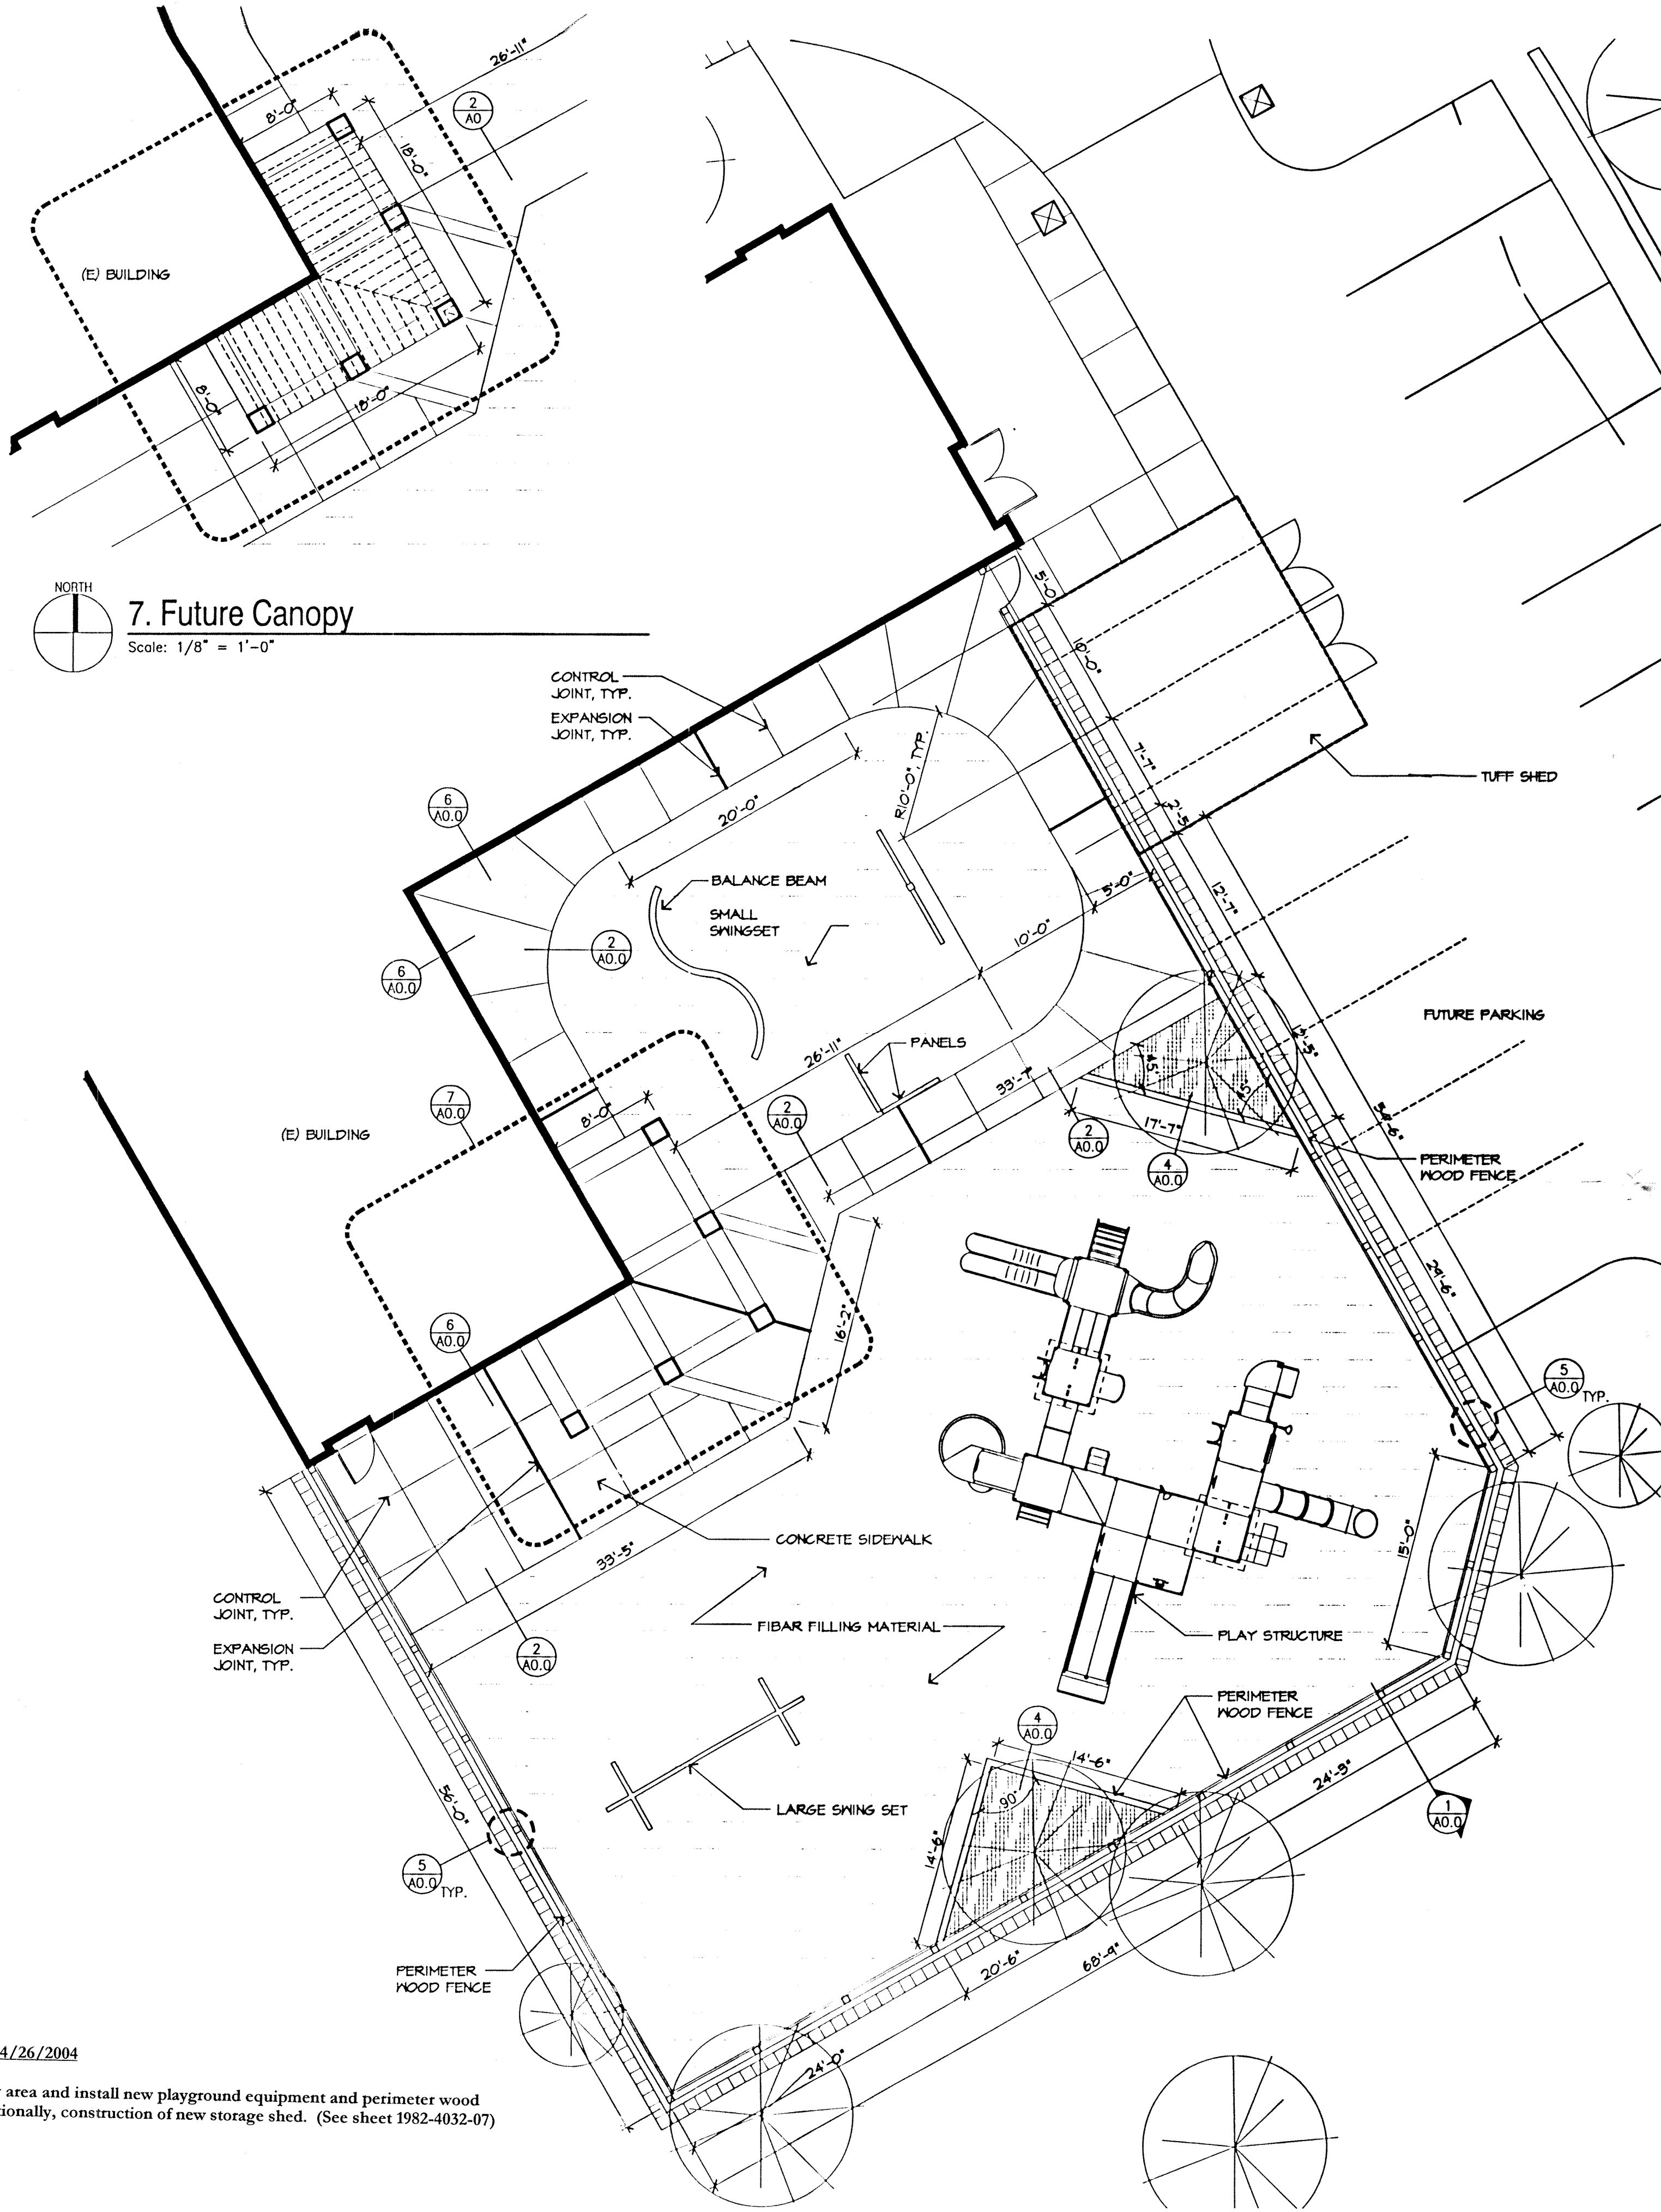 26'-11"
8'-0"
2
A0
18'-0"
(E) BUILDING
8'-0"
18'-0"
NORTH
7. Future Canopy
Scale: 1/8" = 1'-0"
CONTROL
JOINT, TYP.
EXPANSION
JOINT, TYP.
5'-0"
10'-0"
R10'-0", TYP.
7'-7"
TUFF SHED
20'-0"
6
A0.0
2'-5"
BALANCE BEAM
SMALL
SWINGSET
5'-0"
12'-7"
10'-0"
2
A0.0
6
A0.0
FUTURE PARKING
PANELS
26'-11"
33'-7"
45°
45°
54'-6"
7
A0.0
8'-0"
2
A0.0
17'-7"
2
A0.0
4
A0.0
(E) BUILDING
PERIMETER
WOOD FENCE
29'-6"
6
A0.0
16'-2"
5
A0.0 TYP.
CONCRETE SIDEWALK
15'-0"
33'-5"
CONTROL
JOINT, TYP.
EXPANSION
JOINT, TYP.
FIBAR FILLING MATERIAL
PLAY STRUCTURE
2
A0.0
PERIMETER
WOOD FENCE
4
A0.0
14'-6"
90°
24'-3"
56'-0"
LARGE SWING SET
1
A0.0
14'-6"
5
A0.0 TYP.
PERIMETER
WOOD FENCE
20'-6"
68'-9"
24'-0"
4/26/2004
area and install new playground equipment and perimeter wood
ionally, construction of new storage shed. (See sheet 1982-4032-07)